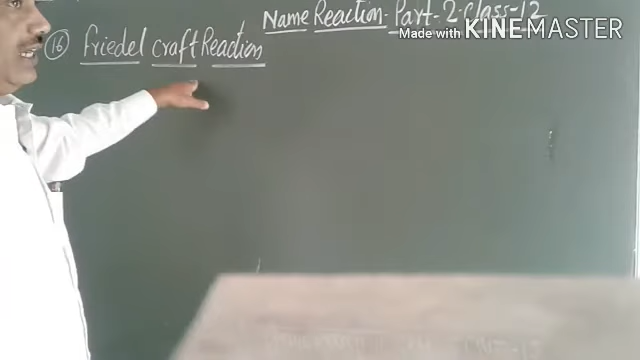 Name Reaction - Part-2 - Class-12
Made with KINEMASTER
16 Friedel Craft Reaction